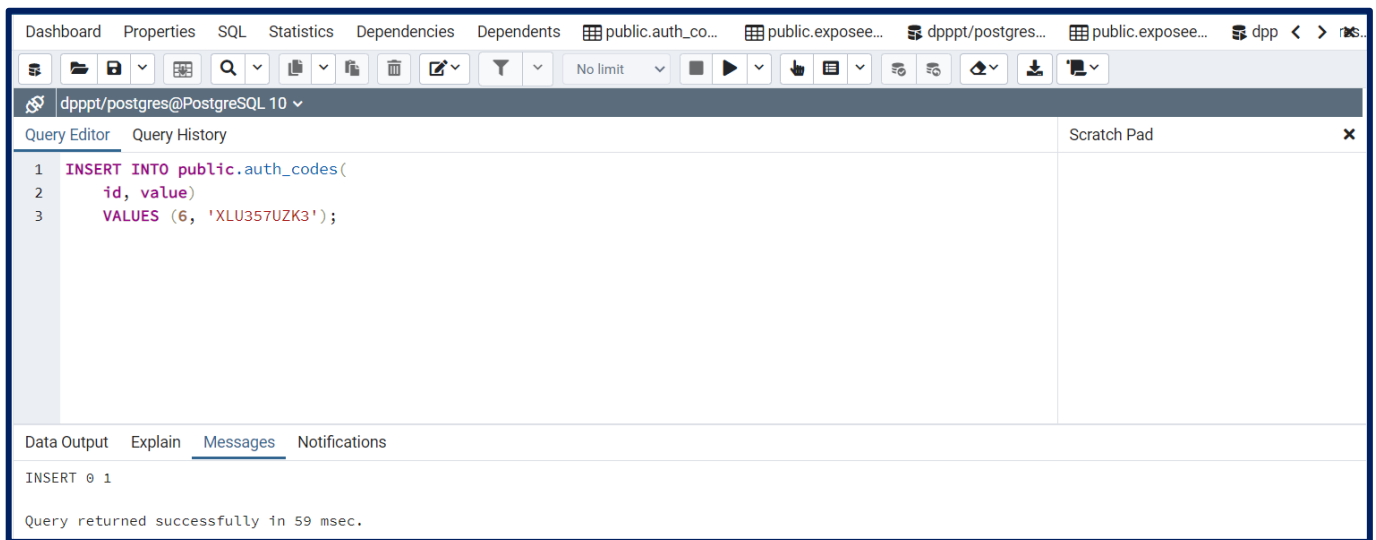 Dashboard Properties SQL Statistics Dependencies Dependents public.auth_co... public.exposee... dpppt/postgres... public.exposee... dpp
No limit
dpppt/postgres@PostgreSQL 10
Query Editor Query History Scratch Pad
1 INSERT INTO public.auth_codes(
2 id, value)
3 VALUES (6, 'XLU357UZK3');
Data Output Explain Messages Notifications
INSERT 0 1
Query returned successfully in 59 msec.